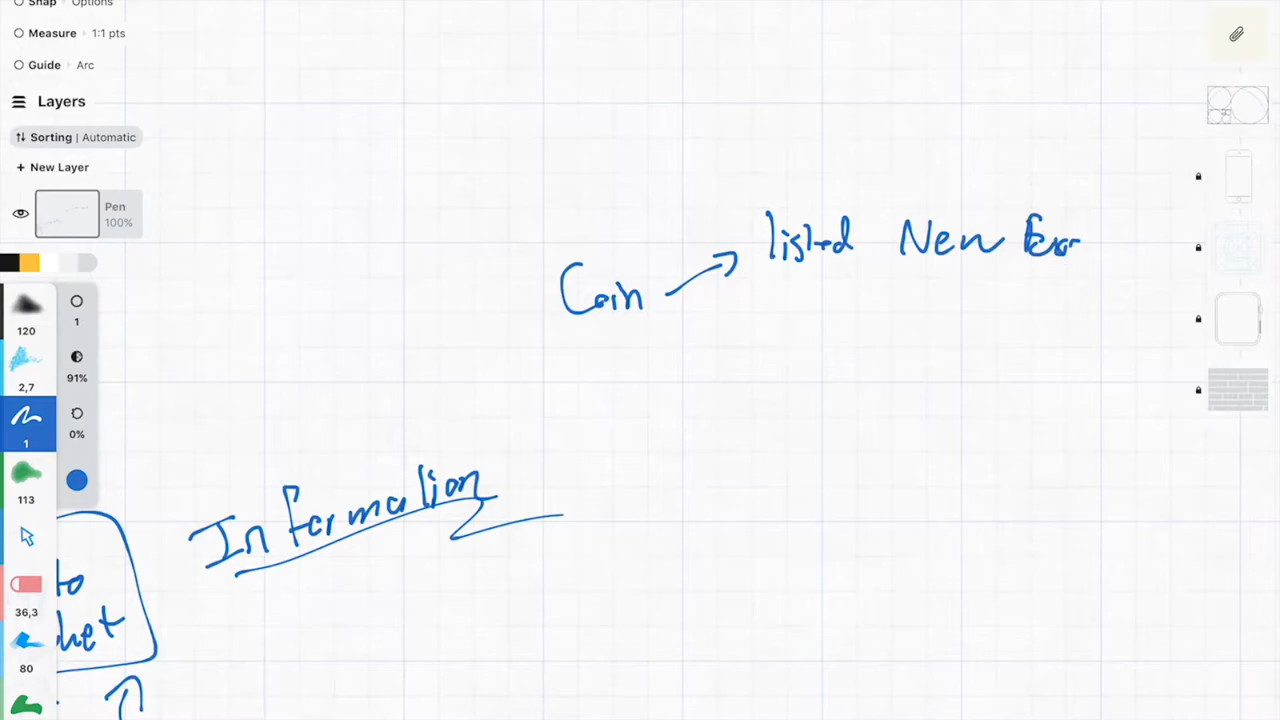 Snap Options
Measure 1:1 pts
Guide Arc
Layers
Sorting | Automatic
+ New Layer
Pen
100%
120
1
2,7
91%
1
0%
113
36,3
80
Coin → listed New
Information
to